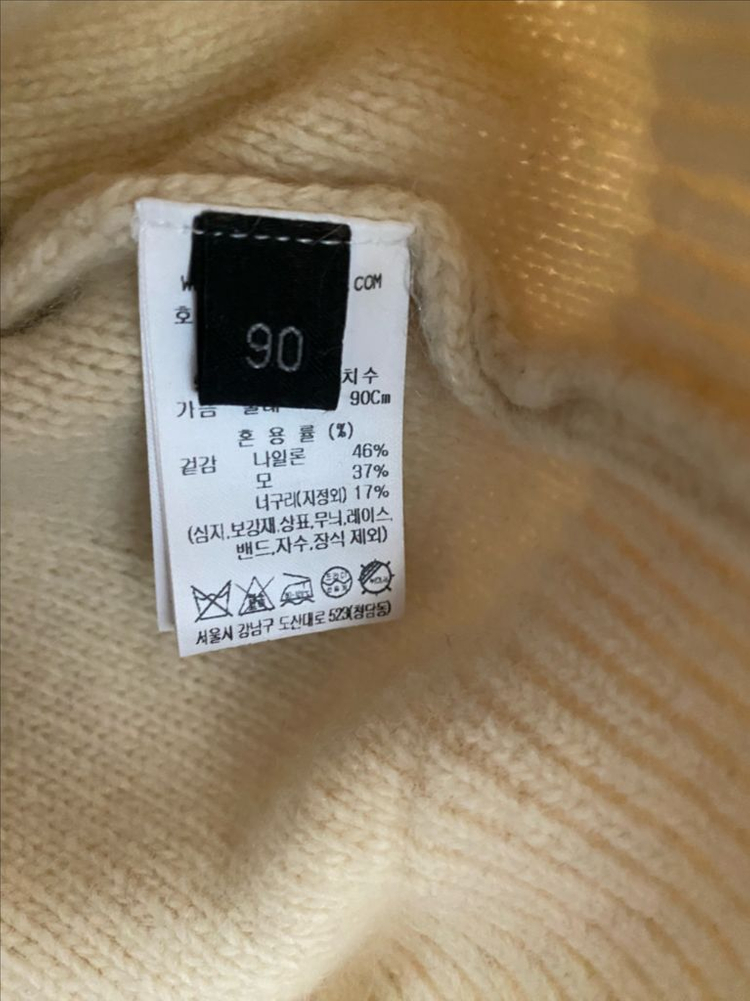 COM
호
90
치수
가슴 둘레 90Cm
혼 용 률 (%)
겉감 나일론 46%
모 37%
너구리(지정외) 17%
(심지,보강재,상표,무늬,레이스,
밴드,자수,장식 제외)
서울시 강남구 도산대로 523(청담동)